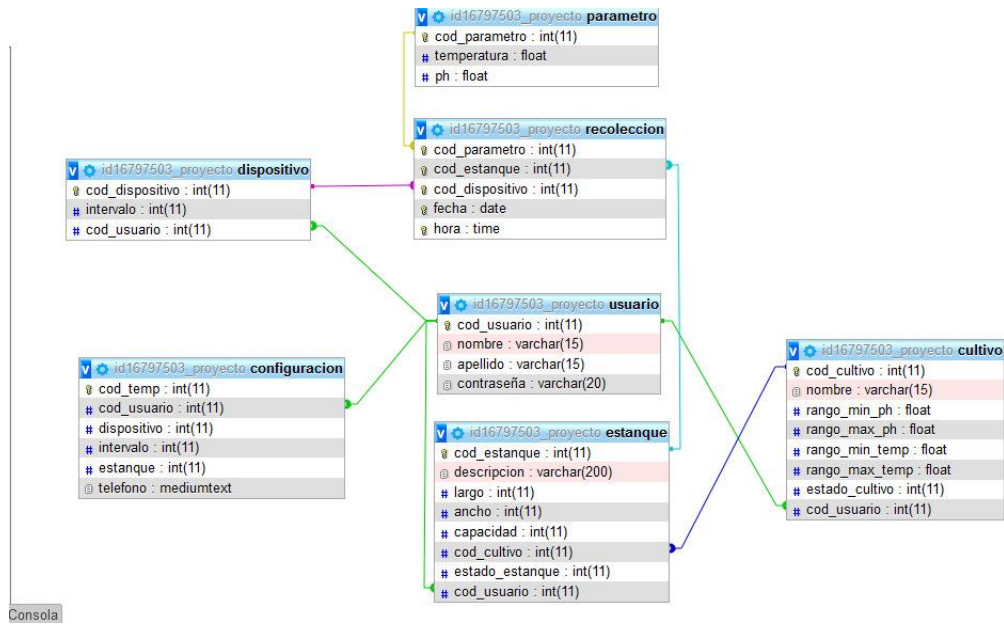 id16797503_proyecto parametro
cod_parametro : int(11)
temperatura : float
ph : float
id16797503_proyecto recoleccion
cod_parametro : int(11)
cod_estanque : int(11)
cod_dispositivo : int(11)
fecha : date
hora : time
id16797503_proyecto dispositivo
cod_dispositivo : int(11)
intervalo : int(11)
cod_usuario : int(11)
id16797503_proyecto usuario
cod_usuario : int(11)
nombre : varchar(15)
apellido : varchar(15)
contraseña : varchar(20)
id16797503_proyecto configuracion
cod_temp : int(11)
cod_usuario : int(11)
dispositivo : int(11)
intervalo : int(11)
estanque : int(11)
telefono : mediumtext
id16797503_proyecto estanque
cod_estanque : int(11)
descripcion : varchar(200)
largo : int(11)
ancho : int(11)
capacidad : int(11)
cod_cultivo : int(11)
estado_estanque : int(11)
cod_usuario : int(11)
id16797503_proyecto cultivo
cod_cultivo : int(11)
nombre : varchar(15)
rango_min_ph : float
rango_max_ph : float
rango_min_temp : float
rango_max_temp : float
estado_cultivo : int(11)
cod_usuario : int(11)
Consola